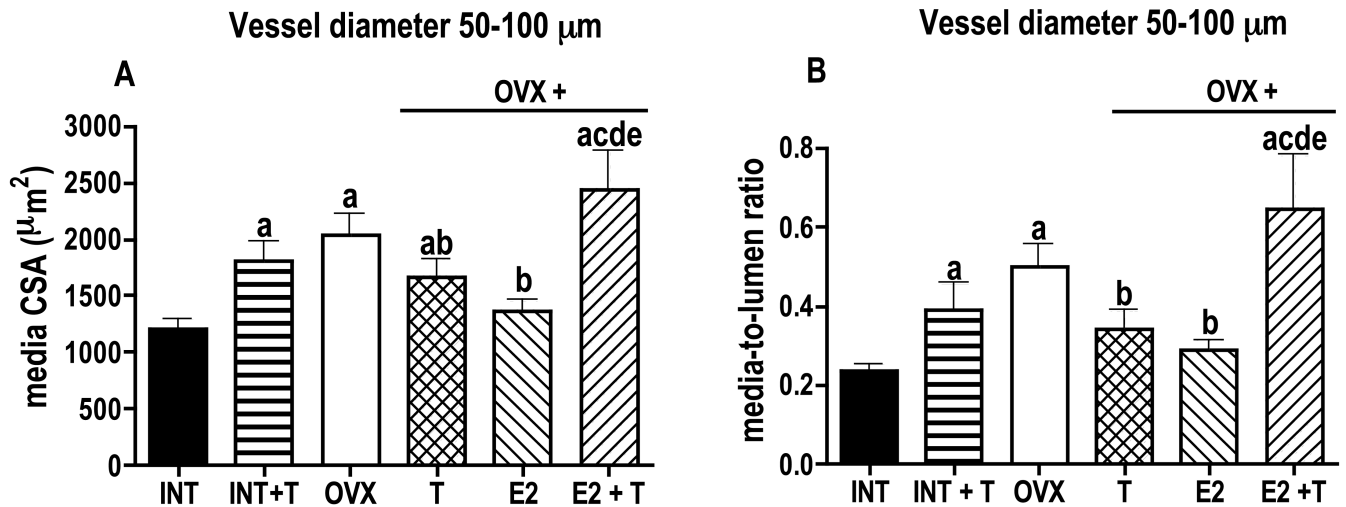 Vessel diameter 50-100 μm
A
OVX +
media CSA (μm²)
3000
2500
2000
1500
1000
500
0
a
a
ab
b
acde
INT
INT+T
OVX
T
E2
E2 + T
Vessel diameter 50-100 μm
B
OVX +
media-to-lumen ratio
0.8
0.6
0.4
0.2
0.0
a
a
b
b
acde
INT
INT + T
OVX
T
E2
E2 +T